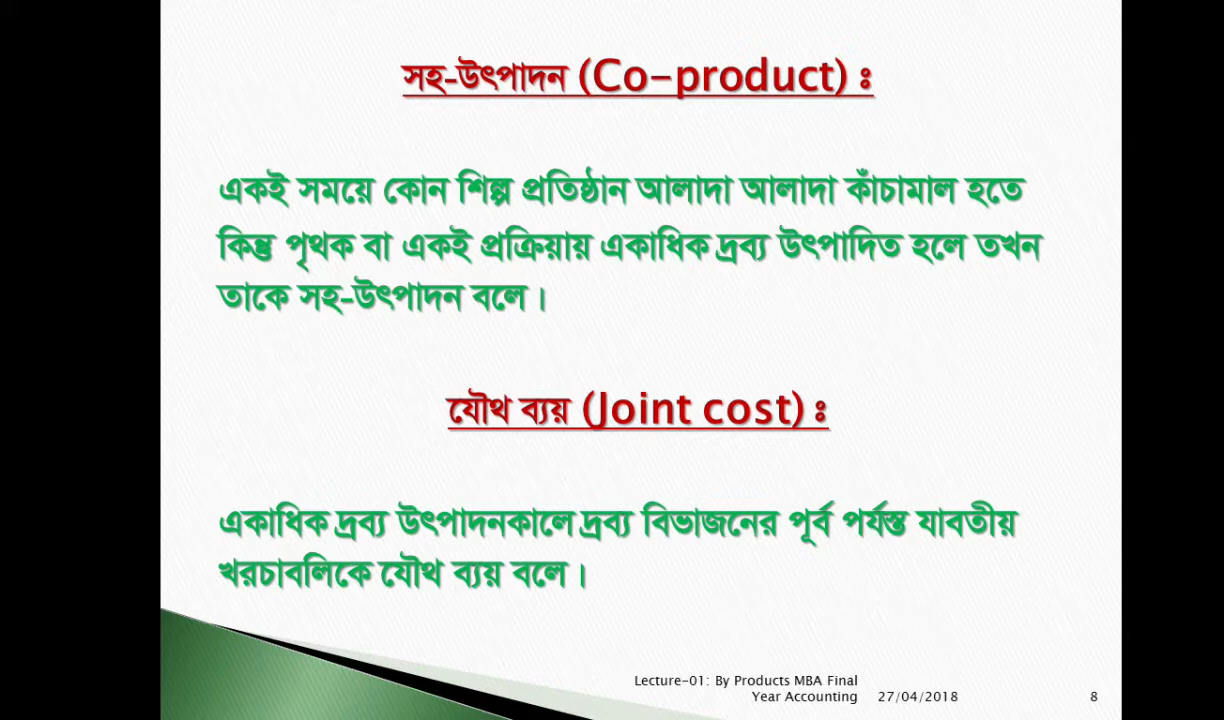 সহ-উৎপাদন (Co-product) ঃ
একই সময়ে কোন শিল্প প্রতিষ্ঠান আলাদা আলাদা কাঁচামাল হতে
কিন্তু পৃথক বা একই প্রক্রিয়ায় একাধিক দ্রব্য উৎপাদিত হলে তখন
তাকে সহ-উৎপাদন বলে।
যৌথ ব্যয় (Joint cost) ঃ
একাধিক দ্রব্য উৎপাদনকালে দ্রব্য বিভাজনের পূর্ব পর্যন্ত যাবতীয়
খরচাবলিকে যৌথ ব্যয় বলে।
Lecture-01: By Products MBA Final
Year Accounting 27/04/2018 8